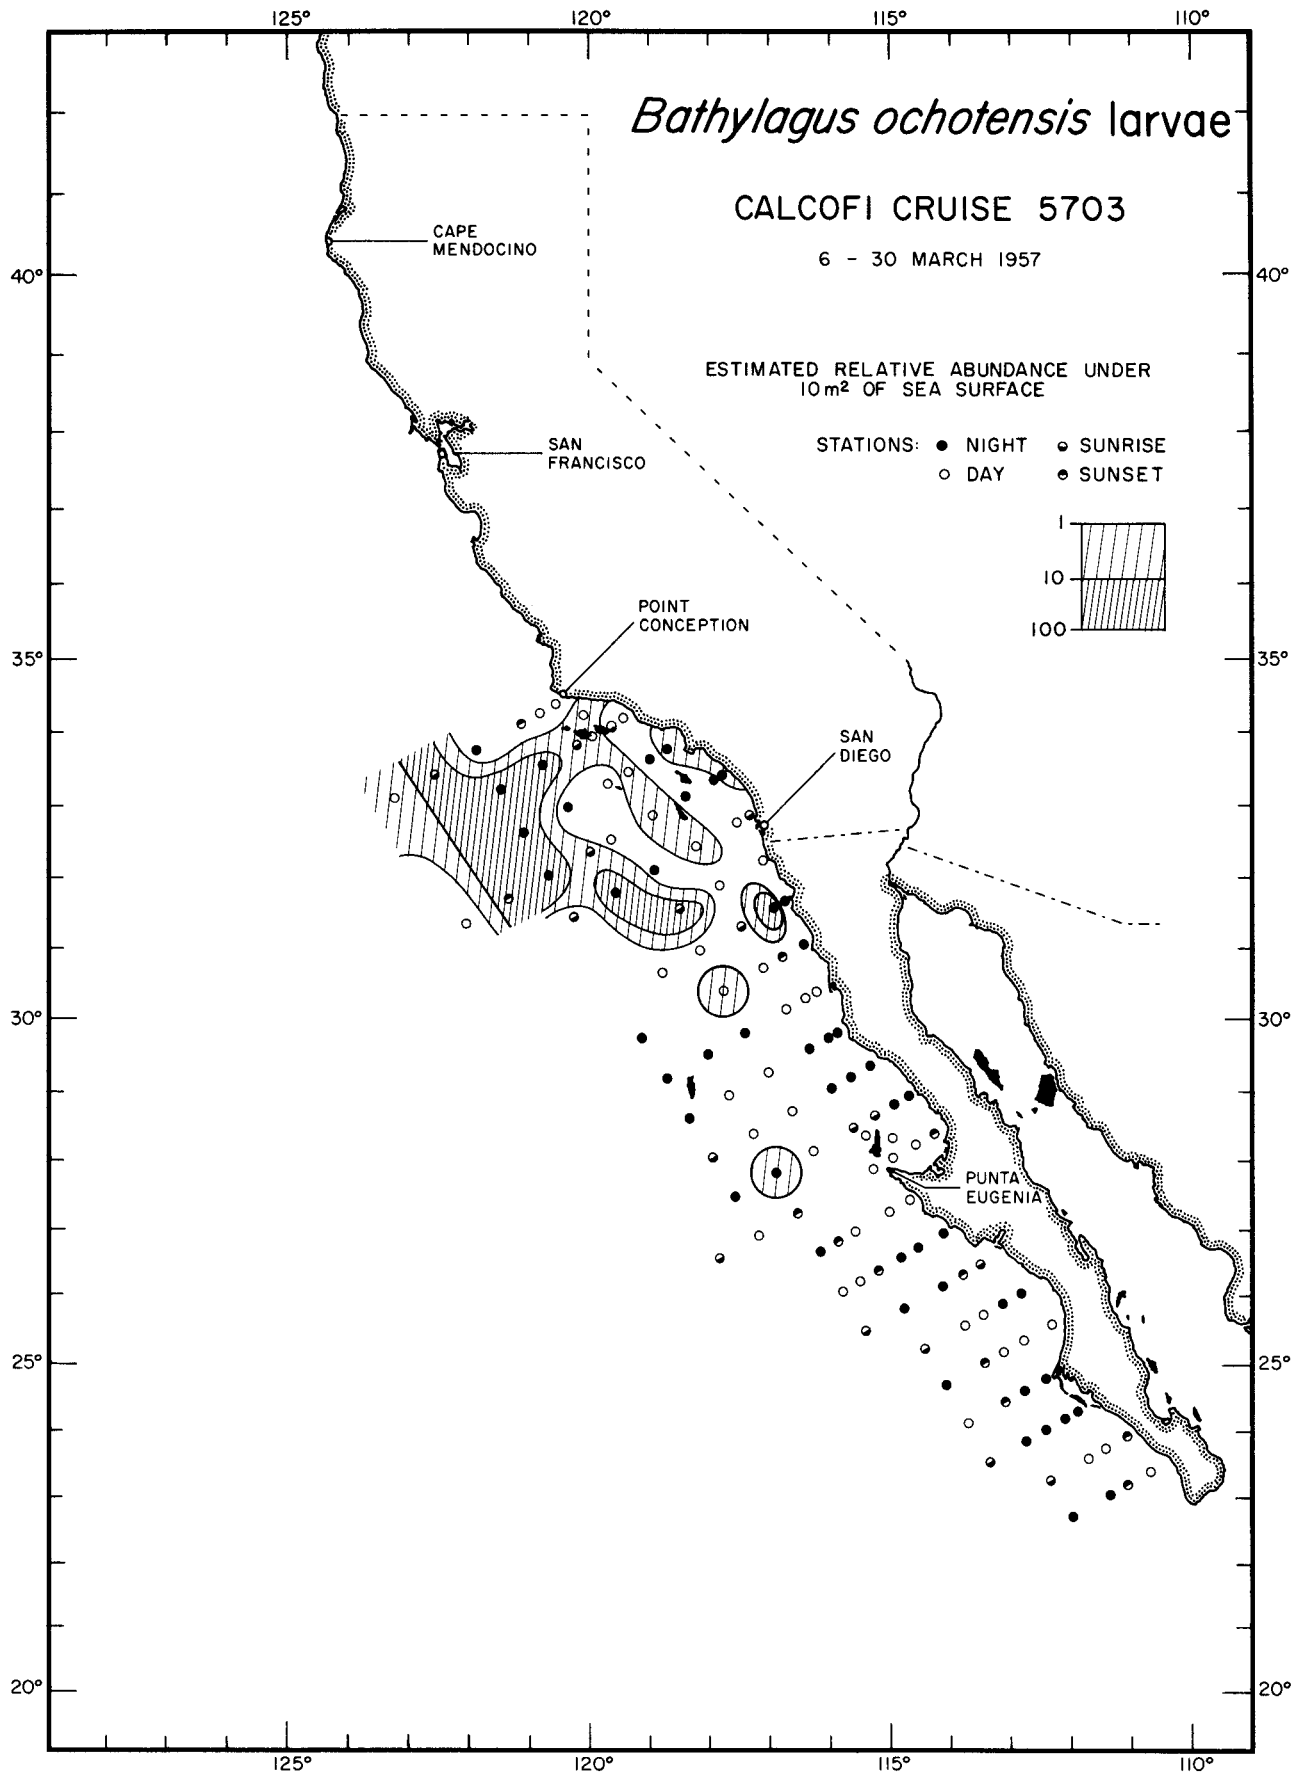 125° 120° 115° 110°
Bathylagus ochotensis larvae
CALCOFI CRUISE 5703
6 - 30 MARCH 1957
CAPE
MENDOCINO
40° 40°
ESTIMATED RELATIVE ABUNDANCE UNDER
10 m² OF SEA SURFACE
STATIONS: ● NIGHT ◒ SUNRISE
○ DAY ◓ SUNSET
SAN
FRANCISCO
1
10
100
POINT
CONCEPTION
35° 35°
SAN
DIEGO
30° 30°
PUNTA
EUGENIA
25° 25°
20° 20°
125° 120° 115° 110°